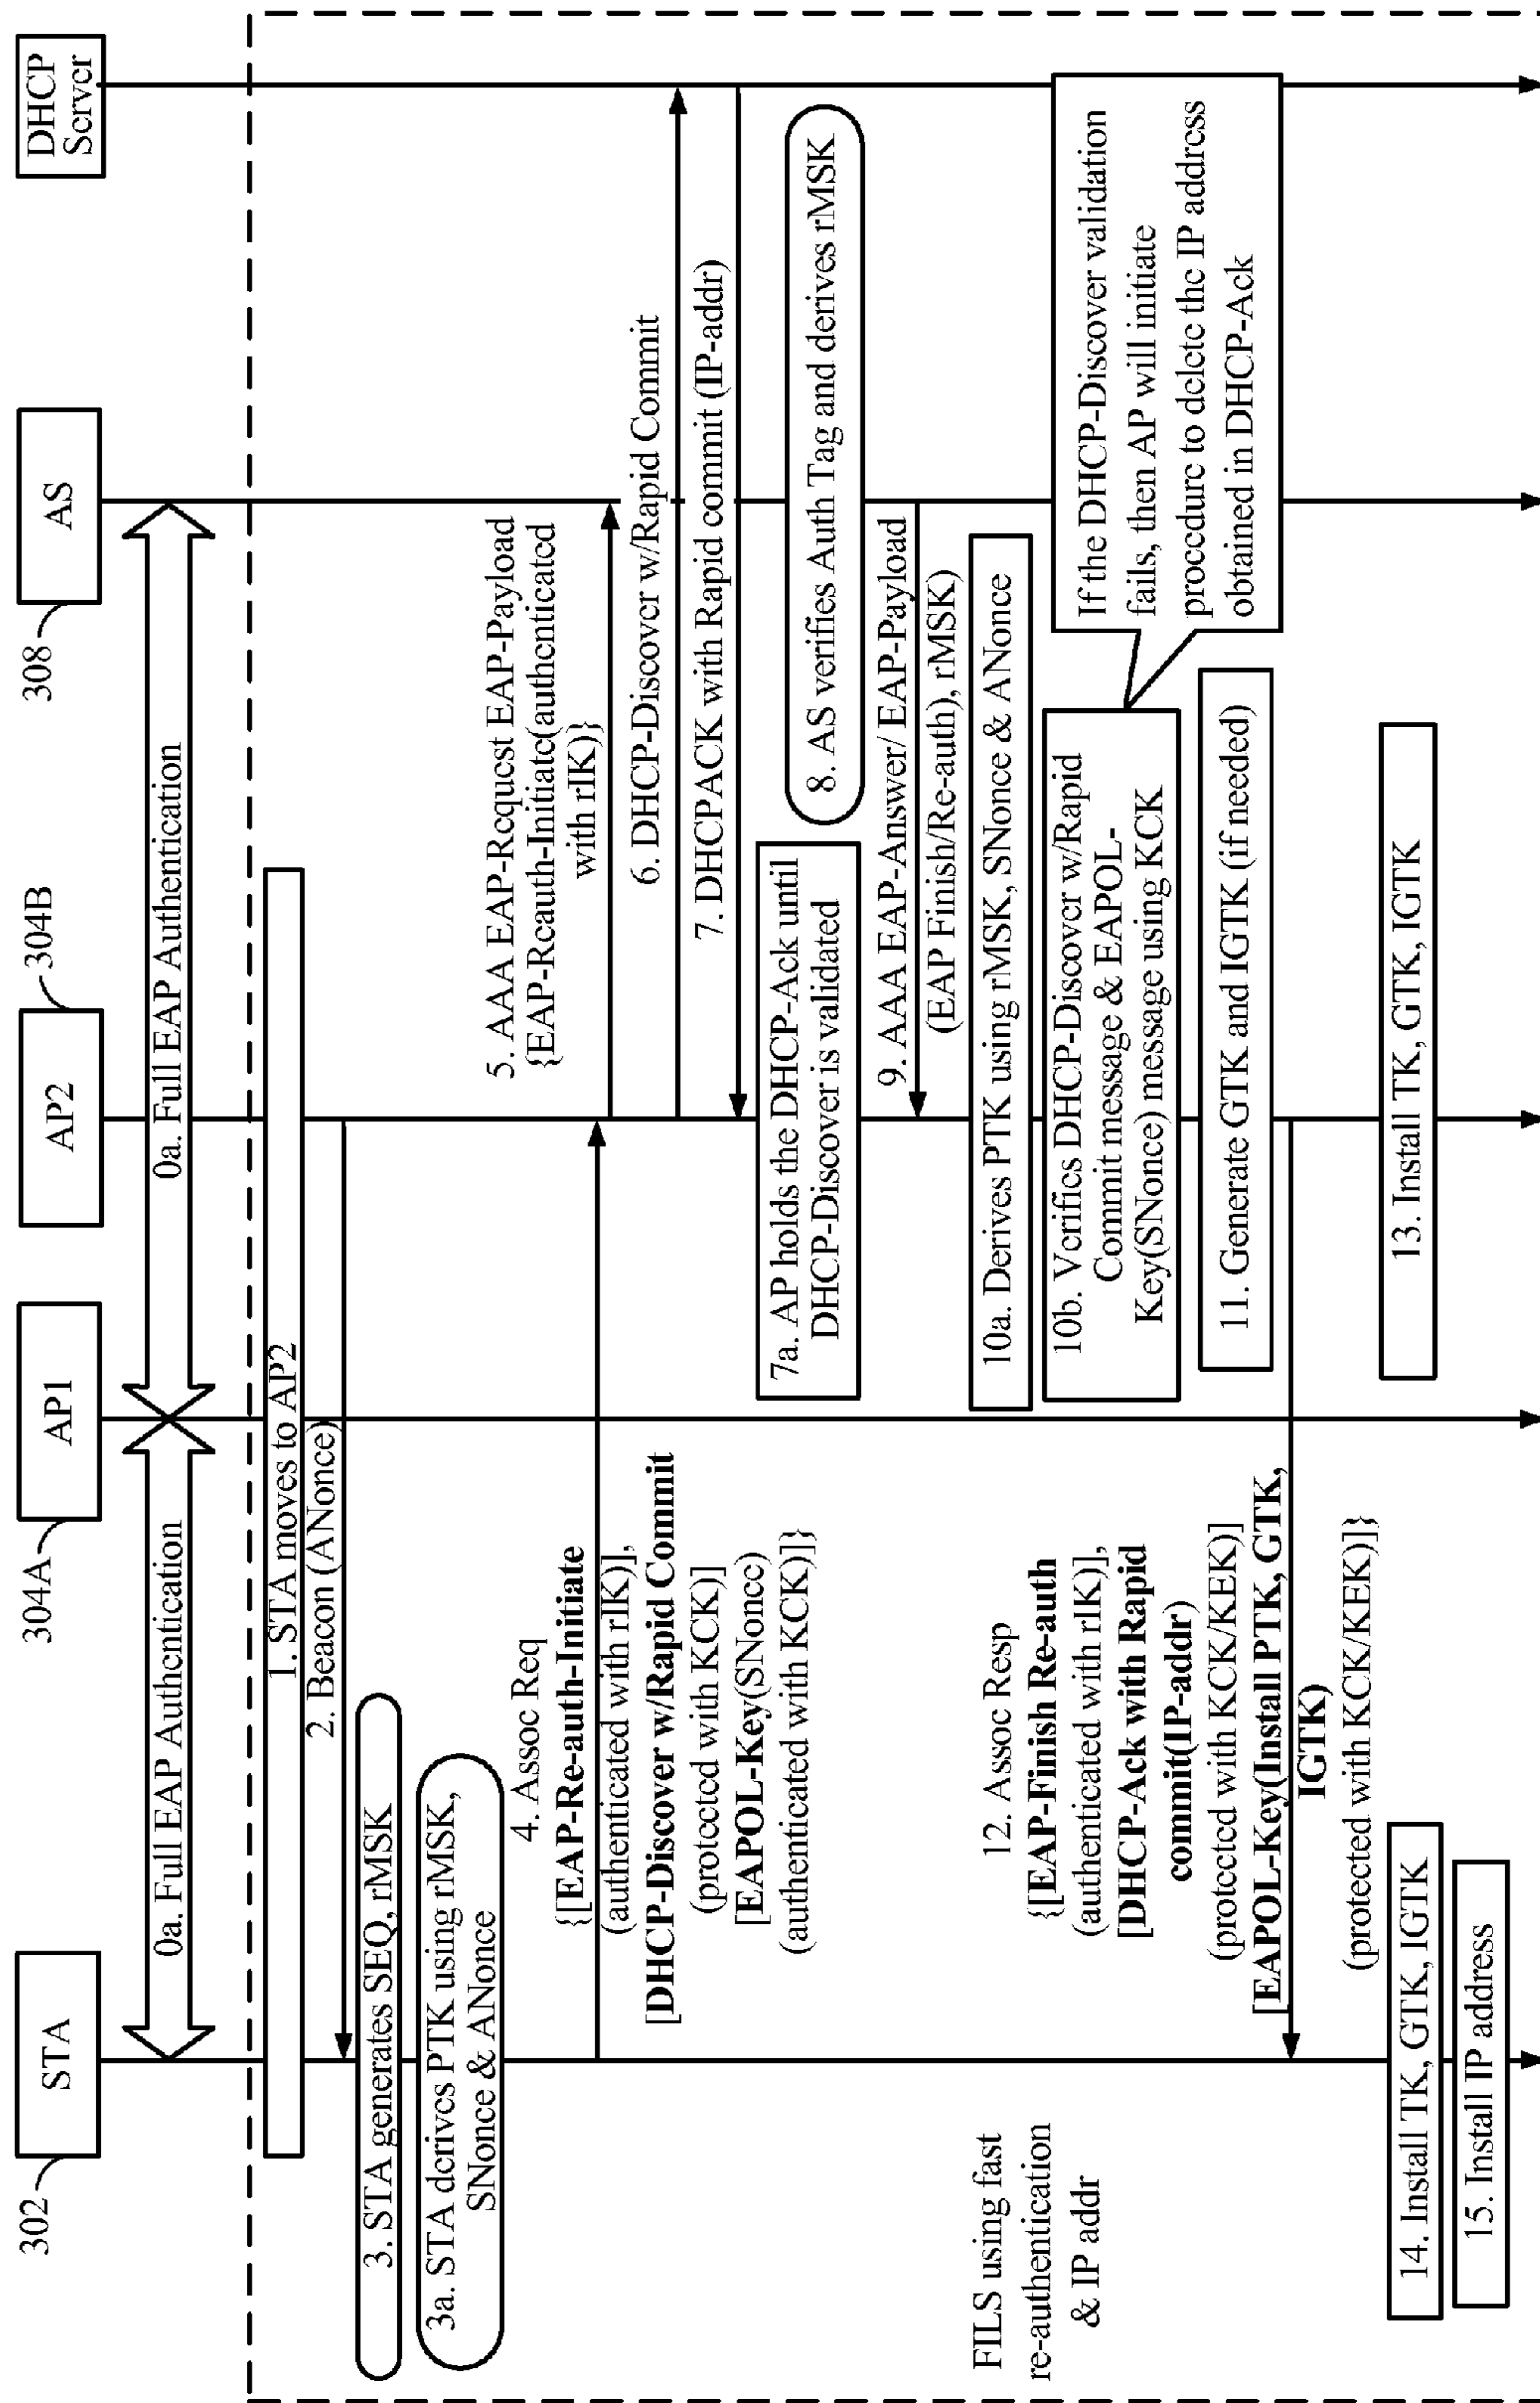 302
STA
304A
AP1
AP2
304B
308
AS
DHCP
Server
0a. Full EAP Authentication
0a. Full EAP Authentication
1. STA moves to AP2
2. Beacon (ANonce)
3. STA generates SEQ, rMSK
3a. STA derives PTK using rMSK,
SNonce & ANonce
4. Assoc Req
{[EAP-Re-auth-Initiate
(authenticated with rIK)],
[DHCP-Discover w/Rapid Commit
(protected with KCK)]
[EAPOL-Key(SNonce)
(authenticated with KCK)]}
5. AAA EAP-Request EAP-Payload
{EAP-Reauth-Initiate(authenticated
with rIK)}
6. DHCP-Discover w/Rapid Commit
7. DHCPACK with Rapid commit (IP-addr)
7a. AP holds the DHCP-Ack until
DHCP-Discover is validated
8. AS verifies Auth Tag and derives rMSK
9. AAA EAP-Answer/ EAP-Payload
(EAP Finish/Re-auth), rMSK)
10a. Derives PTK using rMSK, SNonce & ANonce
10b. Verifies DHCP-Discover w/Rapid
Commit message & EAPOL-
Key(SNonce) message using KCK
If the DHCP-Discover validation
fails, then AP will initiate
procedure to delete the IP address
obtained in DHCP-Ack
11. Generate GTK and IGTK (if needed)
12. Assoc Resp
{[EAP-Finish Re-auth
(authenticated with rIK)],
[DHCP-Ack with Rapid
commit(IP-addr)
(protected with KCK/KEK)]
[EAPOL-Key(Install PTK, GTK,
IGTK)
(protected with KCK/KEK)]}
FILS using fast
re-authentication
& IP addr
13. Install TK, GTK, IGTK
14. Install TK, GTK, IGTK
15. Install IP address